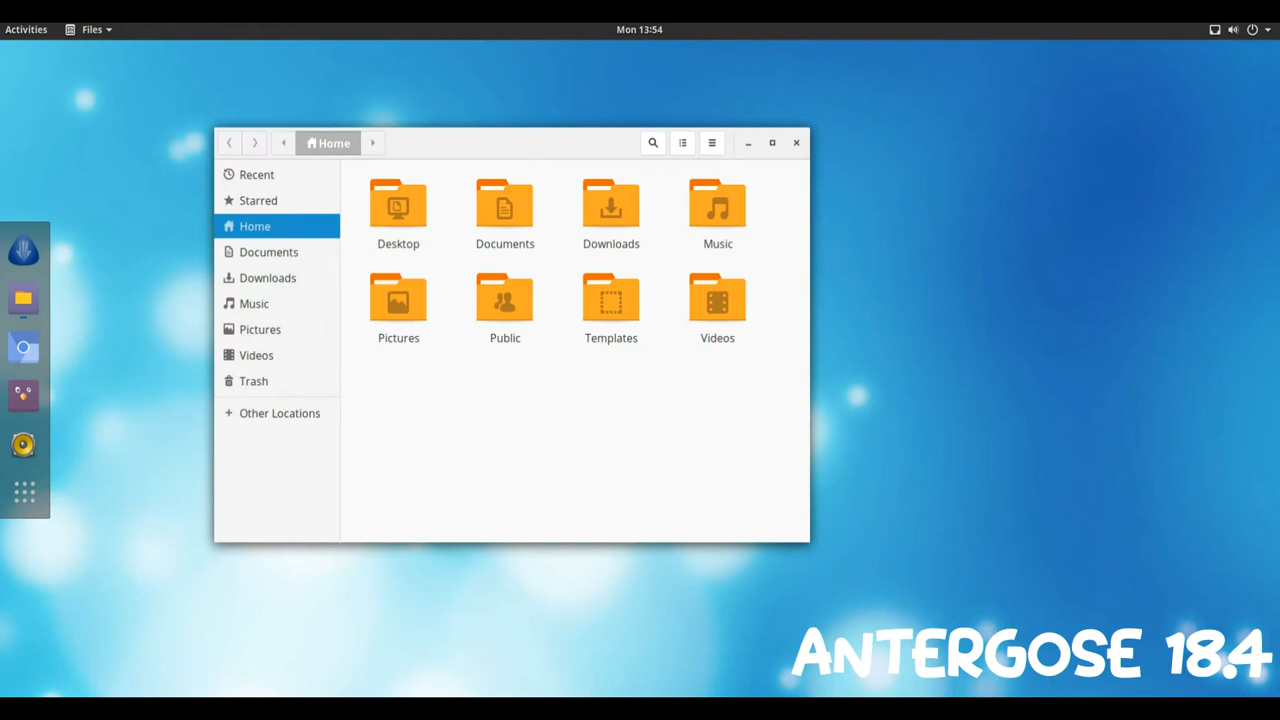 Activities Files Mon 13:54
Home
Recent
Starred
Home
Documents
Downloads
Music
Pictures
Videos
Trash
Other Locations
Desktop Documents Downloads Music
Pictures Public Templates Videos
ANTERGOSE 18.4